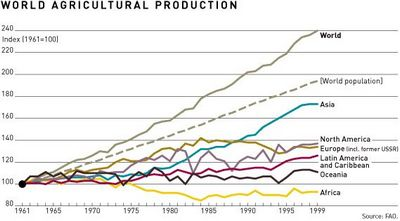 WORLD AGRICULTURAL PRODUCTION
240
Index (1961=100)
World
220
200
(World population)
180
Asia
160
140
North America
Europe (incl. former USSR)
Latin America
and Caribbean
120
Oceania
100
Africa
80
1961 1965 1970 1975 1980 1985 1990 1995 1999
Source: FAO.